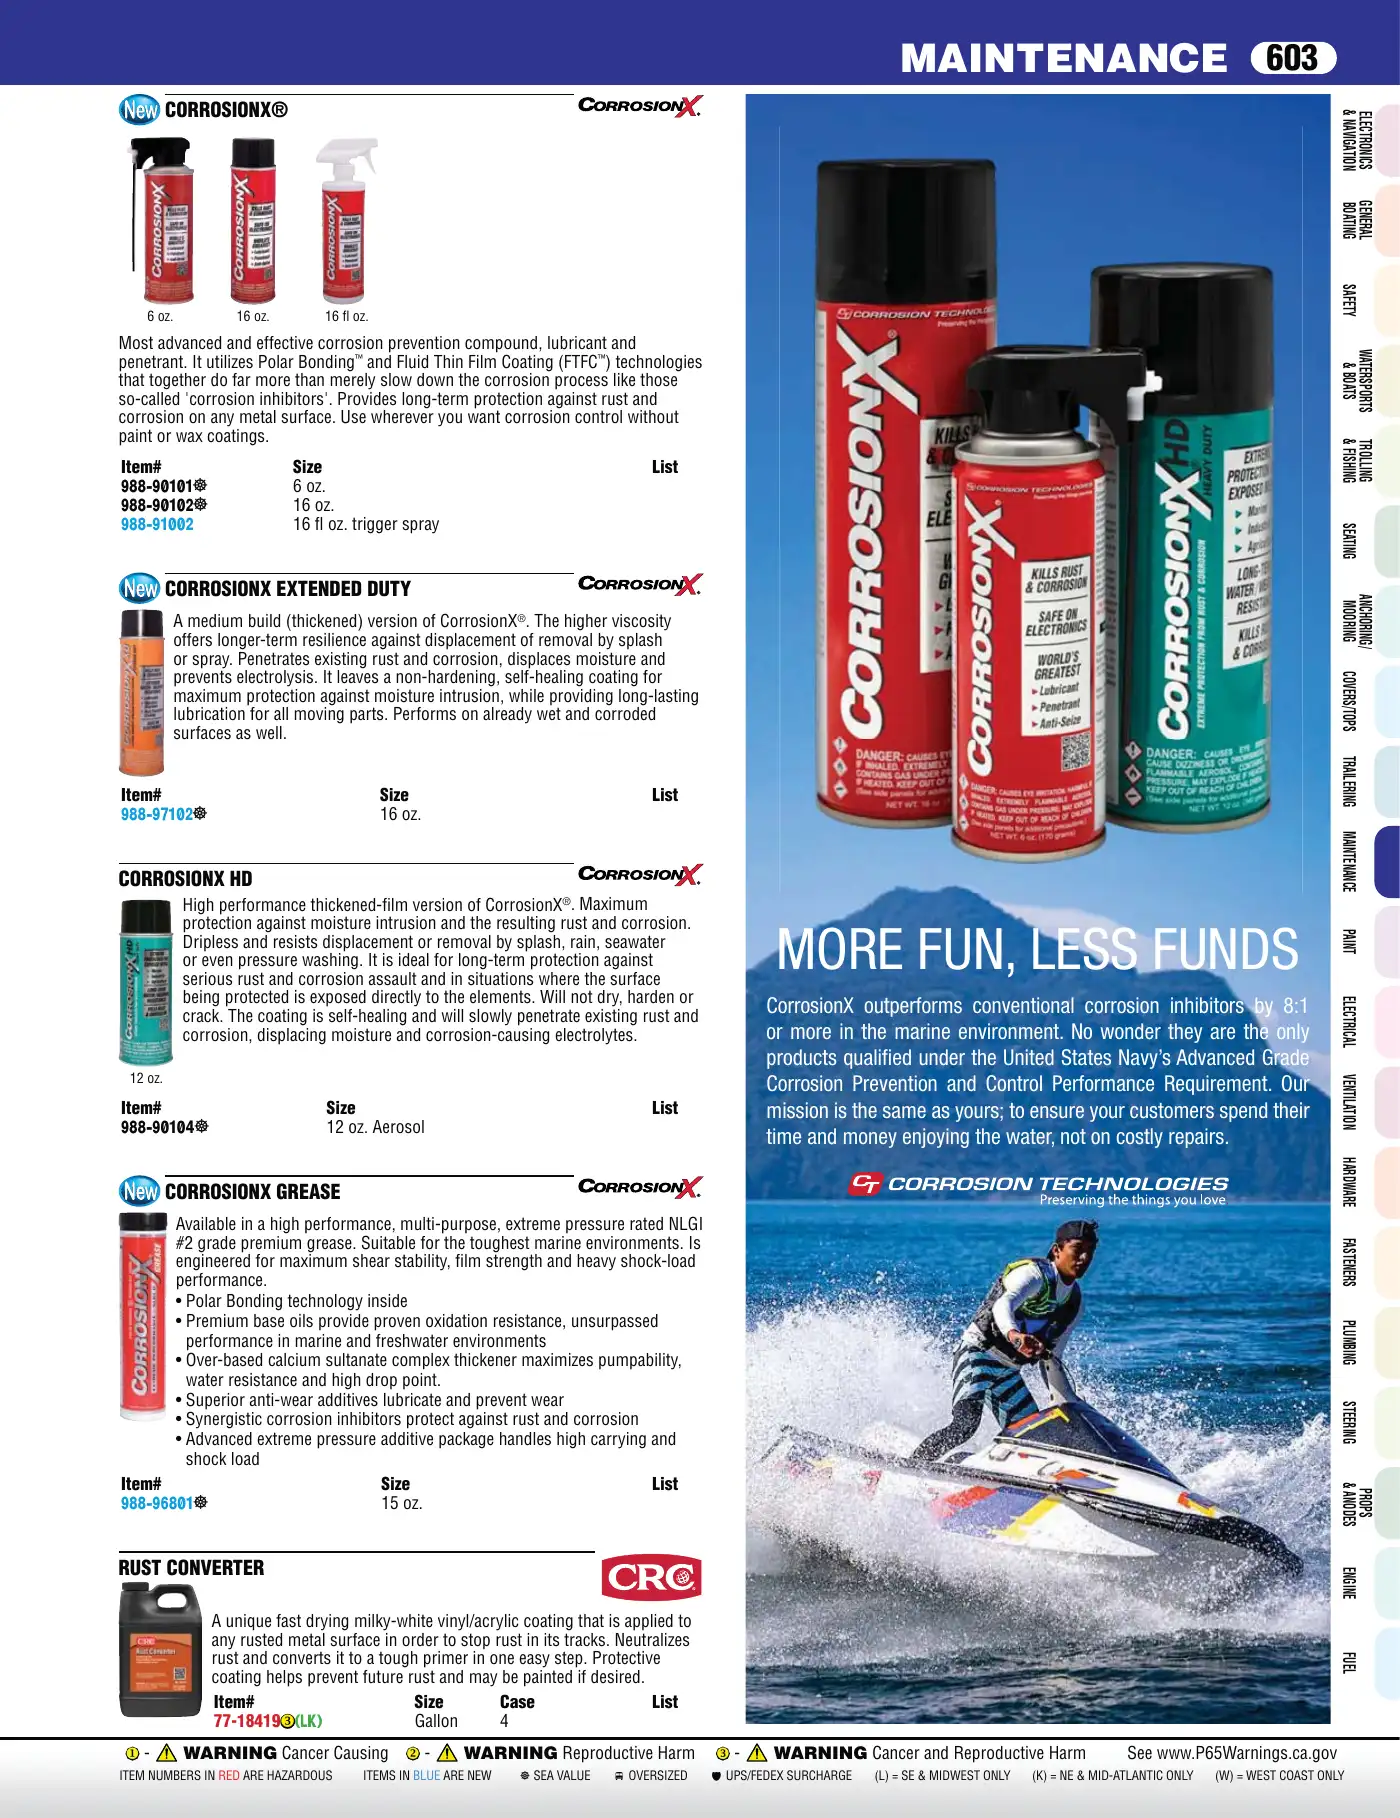 MAINTENANCE 603
New CORROSIONX® CORROSIONX
6 oz. 16 oz. 16 fl oz.
Most advanced and effective corrosion prevention compound, lubricant and
penetrant. It utilizes Polar Bonding™ and Fluid Thin Film Coating (FTFC™) technologies
that together do far more than merely slow down the corrosion process like those
so-called 'corrosion inhibitors'. Provides long-term protection against rust and
corrosion on any metal surface. Use wherever you want corrosion control without
paint or wax coatings.
Item# Size List
988-90101 6 oz.
988-90102 16 oz.
988-91002 16 fl oz. trigger spray
New CORROSIONX EXTENDED DUTY CORROSIONX
A medium build (thickened) version of CorrosionX®. The higher viscosity
offers longer-term resilience against displacement of removal by splash
or spray. Penetrates existing rust and corrosion, displaces moisture and
prevents electrolysis. It leaves a non-hardening, self-healing coating for
maximum protection against moisture intrusion, while providing long-lasting
lubrication for all moving parts. Performs on already wet and corroded
surfaces as well.
Item# Size List
988-97102 16 oz.
CORROSIONX HD CORROSIONX
High performance thickened-film version of CorrosionX®. Maximum
protection against moisture intrusion and the resulting rust and corrosion.
Dripless and resists displacement or removal by splash, rain, seawater
or even pressure washing. It is ideal for long-term protection against
serious rust and corrosion assault and in situations where the surface
being protected is exposed directly to the elements. Will not dry, harden or
crack. The coating is self-healing and will slowly penetrate existing rust and
corrosion, displacing moisture and corrosion-causing electrolytes.
12 oz.
Item# Size List
988-90104 12 oz. Aerosol
New CORROSIONX GREASE CORROSIONX
Available in a high performance, multi-purpose, extreme pressure rated NLGI
#2 grade premium grease. Suitable for the toughest marine environments. Is
engineered for maximum shear stability, film strength and heavy shock-load
performance.
• Polar Bonding technology inside
• Premium base oils provide proven oxidation resistance, unsurpassed
performance in marine and freshwater environments
• Over-based calcium sultanate complex thickener maximizes pumpability,
water resistance and high drop point.
• Superior anti-wear additives lubricate and prevent wear
• Synergistic corrosion inhibitors protect against rust and corrosion
• Advanced extreme pressure additive package handles high carrying and
shock load
Item# Size List
988-96801 15 oz.
RUST CONVERTER CRC
A unique fast drying milky-white vinyl/acrylic coating that is applied to
any rusted metal surface in order to stop rust in its tracks. Neutralizes
rust and converts it to a tough primer in one easy step. Protective
coating helps prevent future rust and may be painted if desired.
Item# Size Case List
77-18419 3 (LK) Gallon 4
CORROSION TECHNOLOGIES
CORROSIONX
KILLS RUST
& CORROSION
SAFE ON
ELECTRONICS
WORLD'S
GREATEST
Lubricant
Penetrant
Anti-Seize
CORROSIONX HD
HEAVY DUTY
EXTREME PROTECTION FROM RUST & CORROSION
MORE FUN, LESS FUNDS
CorrosionX outperforms conventional corrosion inhibitors by 8:1
or more in the marine environment. No wonder they are the only
products qualified under the United States Navy's Advanced Grade
Corrosion Prevention and Control Performance Requirement. Our
mission is the same as yours; to ensure your customers spend their
time and money enjoying the water, not on costly repairs.
CT CORROSION TECHNOLOGIES
Preserving the things you love
ELECTRONICS
& NAVIGATION
GENERAL
BOATING
SAFETY
WATERSPORTS
& BOATS
TROLLING
& FISHING
SEATING
ANCHORING/
MOORING
COVERS/TOPS
TRAILERING
MAINTENANCE
PAINT
ELECTRICAL
VENTILATION
HARDWARE
FASTENERS
PLUMBING
STEERING
PROPS
& ANODES
ENGINE
FUEL
1 - WARNING Cancer Causing 2 - WARNING Reproductive Harm 3 - WARNING Cancer and Reproductive Harm See www.P65Warnings.ca.gov
ITEM NUMBERS IN RED ARE HAZARDOUS ITEMS IN BLUE ARE NEW SEA VALUE OVERSIZED UPS/FEDEX SURCHARGE (L) = SE & MIDWEST ONLY (K) = NE & MID-ATLANTIC ONLY (W) = WEST COAST ONLY